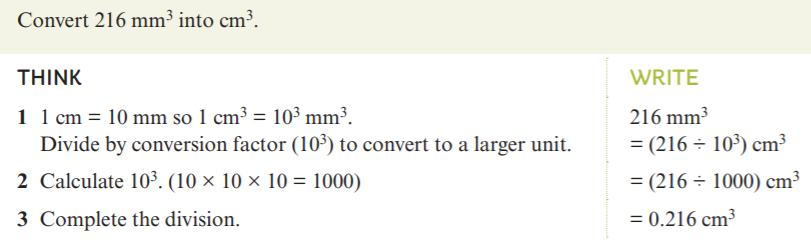 Convert 216 mm³ into cm³.
THINK
WRITE
1 1 cm = 10 mm so 1 cm³ = 10³ mm³.
Divide by conversion factor (10³) to convert to a larger unit.
216 mm³
= (216 ÷ 10³) cm³
2 Calculate 10³. (10 × 10 × 10 = 1000)
= (216 ÷ 1000) cm³
3 Complete the division.
= 0.216 cm³